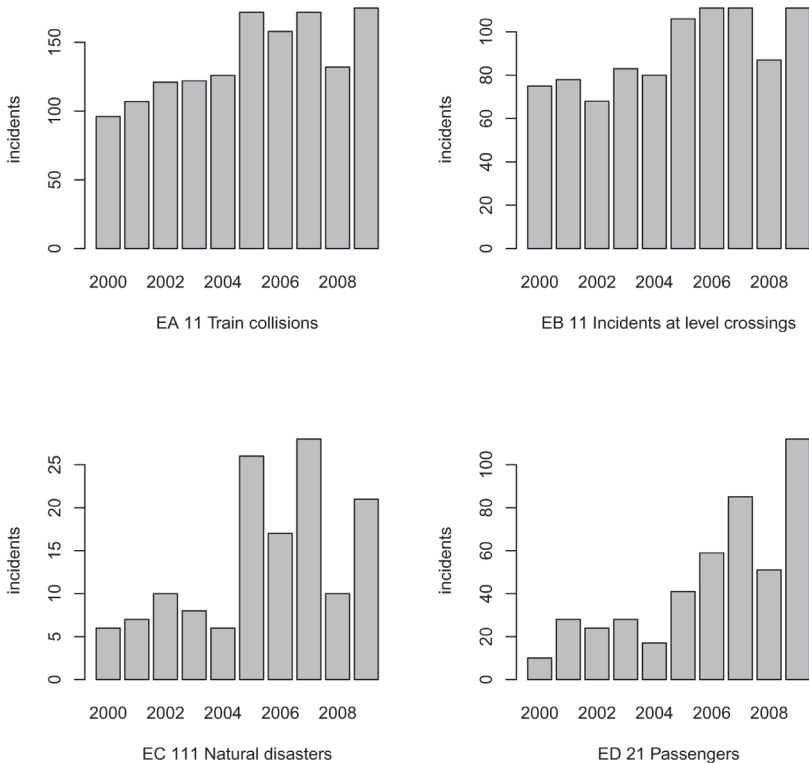 150
100
50
0
incidents
2000 2002 2004 2006 2008
EA 11 Train collisions
100
80
60
40
20
0
incidents
2000 2002 2004 2006 2008
EB 11 Incidents at level crossings
25
20
15
10
5
0
incidents
2000 2002 2004 2006 2008
EC 111 Natural disasters
100
80
60
40
20
0
incidents
2000 2002 2004 2006 2008
ED 21 Passengers